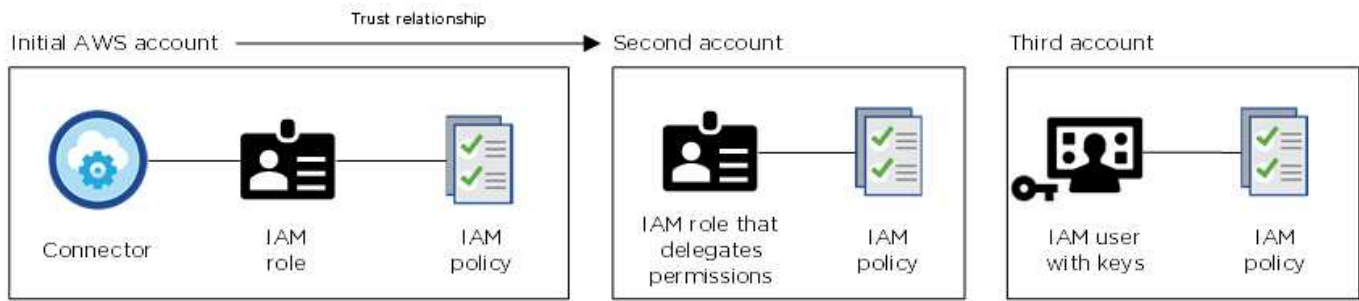 Trust relationship
Initial AWS account
Second account
Third account
Connector
IAM
role
IAM
policy
IAM role that
delegates
permissions
IAM
policy
IAM user
with keys
IAM
policy